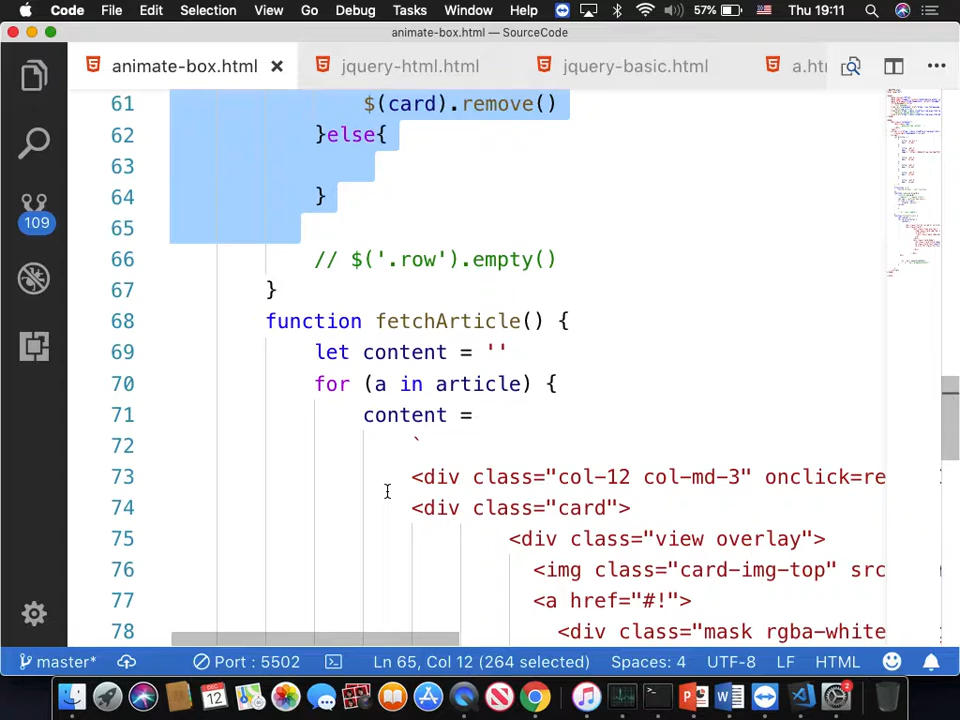 Code File Edit Selection View Go Debug Tasks Window Help 57% Thu 19:11
animate-box.html — SourceCode
animate-box.html jquery-html.html jquery-basic.html a.ht
61 $(card).remove()
62 }else{
63
64 }
65
66 // $('.row').empty()
67 }
68 function fetchArticle() {
69 let content = ''
70 for (a in article) {
71 content =
72 `
73 <div class="col-12 col-md-3" onclick=re
74 <div class="card">
75 <div class="view overlay">
76 <img class="card-img-top" src
77 <a href="#!">
78 <div class="mask rgba-white
109
master* Port : 5502 Ln 65, Col 12 (264 selected) Spaces: 4 UTF-8 LF HTML
12
2